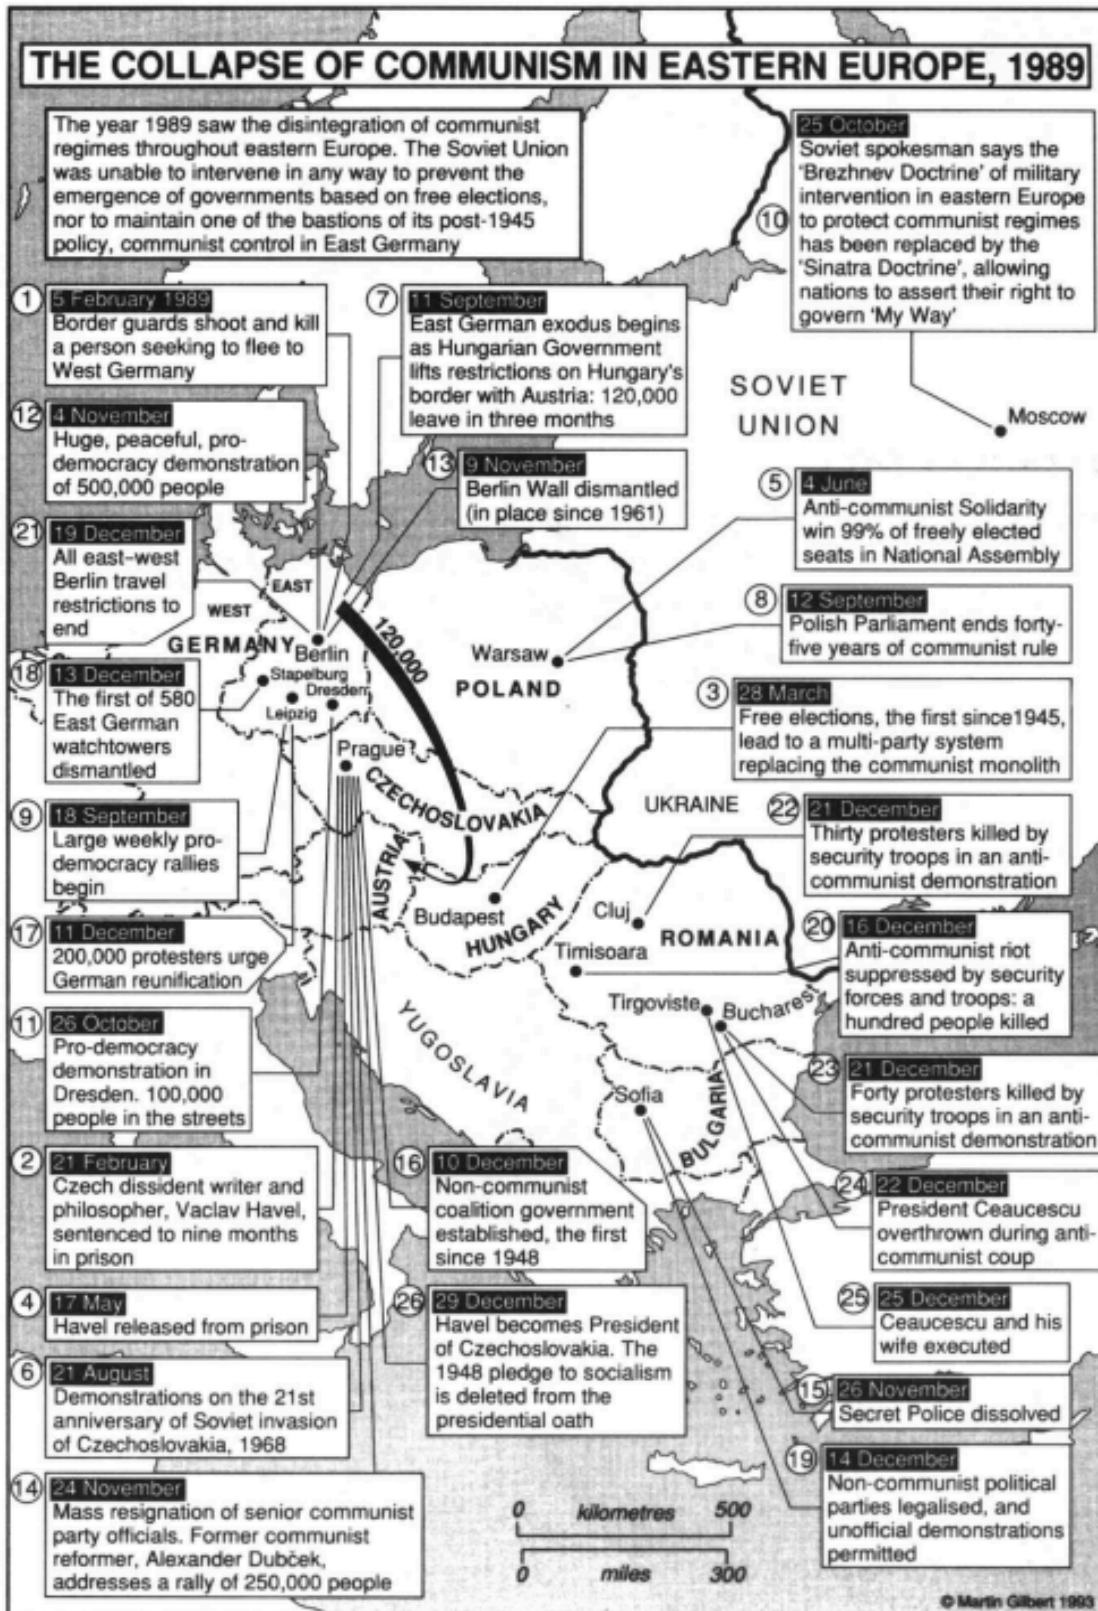 THE COLLAPSE OF COMMUNISM IN EASTERN EUROPE, 1989
The year 1989 saw the disintegration of communist
regimes throughout eastern Europe. The Soviet Union
was unable to intervene in any way to prevent the
emergence of governments based on free elections,
nor to maintain one of the bastions of its post-1945
policy, communist control in East Germany
10
25 October
Soviet spokesman says the
'Brezhnev Doctrine' of military
intervention in eastern Europe
to protect communist regimes
has been replaced by the
'Sinatra Doctrine', allowing
nations to assert their right to
govern 'My Way'
1
5 February 1989
Border guards shoot and kill
a person seeking to flee to
West Germany
7
11 September
East German exodus begins
as Hungarian Government
lifts restrictions on Hungary's
border with Austria: 120,000
leave in three months
SOVIET
UNION
Moscow
12
4 November
Huge, peaceful, pro-
democracy demonstration
of 500,000 people
13
9 November
Berlin Wall dismantled
(in place since 1961)
5
4 June
Anti-communist Solidarity
win 99% of freely elected
seats in National Assembly
21
19 December
All east-west
Berlin travel
restrictions to
end
8
12 September
Polish Parliament ends forty-
five years of communist rule
EAST
WEST
GERMANY
Berlin
Stapelburg
Dresden
Leipzig
120,000
Warsaw
POLAND
18
13 December
The first of 580
East German
watchtowers
dismantled
3
28 March
Free elections, the first since1945,
lead to a multi-party system
replacing the communist monolith
Prague
CZECHOSLOVAKIA
UKRAINE
9
18 September
Large weekly pro-
democracy rallies
begin
22
21 December
Thirty protesters killed by
security troops in an anti-
communist demonstration
AUSTRIA
Budapest
HUNGARY
Cluj
Timisoara
ROMANIA
17
11 December
200,000 protesters urge
German reunification
20
16 December
Anti-communist riot
suppressed by security
forces and troops: a
hundred people killed
Tirgoviste
Bucharest
YUGOSLAVIA
11
26 October
Pro-democracy
demonstration in
Dresden. 100,000
people in the streets
23
21 December
Forty protesters killed by
security troops in an anti-
communist demonstration
Sofia
BULGARIA
2
21 February
Czech dissident writer and
philosopher, Vaclav Havel,
sentenced to nine months
in prison
16
10 December
Non-communist
coalition government
established, the first
since 1948
24
22 December
President Ceaucescu
overthrown during anti-
communist coup
4
17 May
Havel released from prison
26
29 December
Havel becomes President
of Czechoslovakia. The
1948 pledge to socialism
is deleted from the
presidential oath
25
25 December
Ceaucescu and his
wife executed
6
21 August
Demonstrations on the 21st
anniversary of Soviet invasion
of Czechoslovakia, 1968
15
26 November
Secret Police dissolved
14
24 November
Mass resignation of senior communist
party officials. Former communist
reformer, Alexander Dubček,
addresses a rally of 250,000 people
19
14 December
Non-communist political
parties legalised, and
unofficial demonstrations
permitted
0 kilometres 500
0 miles 300
© Martin Gilbert 1993